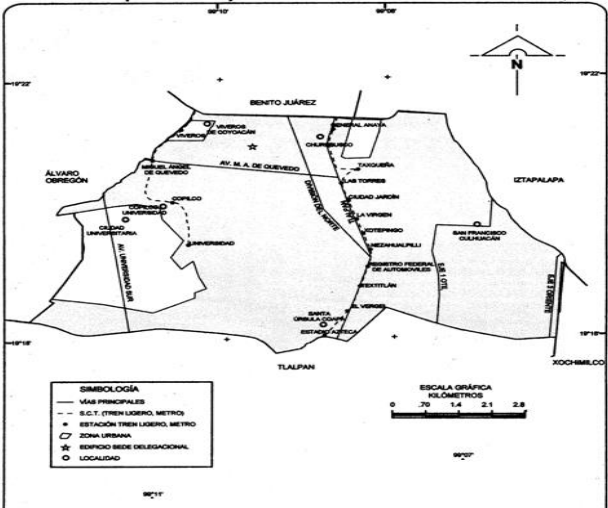 99°10'
99°08'
19°22'
19°22'
N
BENITO JUÁREZ
GENERAL ANAYA
VIVEROS
DE COYOACÁN
VIVEROS
CHURUBUSCO
TAXQUEÑA
MIGUEL ÁNGEL
DE QUEVEDO
AV. M. A. DE QUEVEDO
ÁLVARO
OBREGÓN
IZTAPALAPA
LAS TORRES
CIUDAD JARDÍN
COPILCO
COPILCO
UNIVERSIDAD
DIVISIÓN DEL NORTE
LA VIRGEN
CIUDAD
UNIVERSITARIA
XOTEPINGO
SAN FRANCISCO
CULHUACÁN
UNIVERSIDAD
NEZAHUALPILLI
AV. UNIVERSIDAD SUR
REGISTRO FEDERAL
DE AUTOMOVILES
TEXTITLÁN
EL VERGEL
SANTA
ÚRSULA COAPA
ESTADIO AZTECA
19°18'
19°18'
XOCHIMILCO
TLALPAN
SIMBOLOGÍA
VÍAS PRINCIPALES
S.C.T. (TREN LIGERO, METRO)
ESTACIÓN TREN LIGERO, METRO
ZONA URBANA
EDIFICIO SEDE DELEGACIONAL
LOCALIDAD
ESCALA GRÁFICA
KILÓMETROS
0 .70 1.4 2.1 2.8
99°07'
99°11'